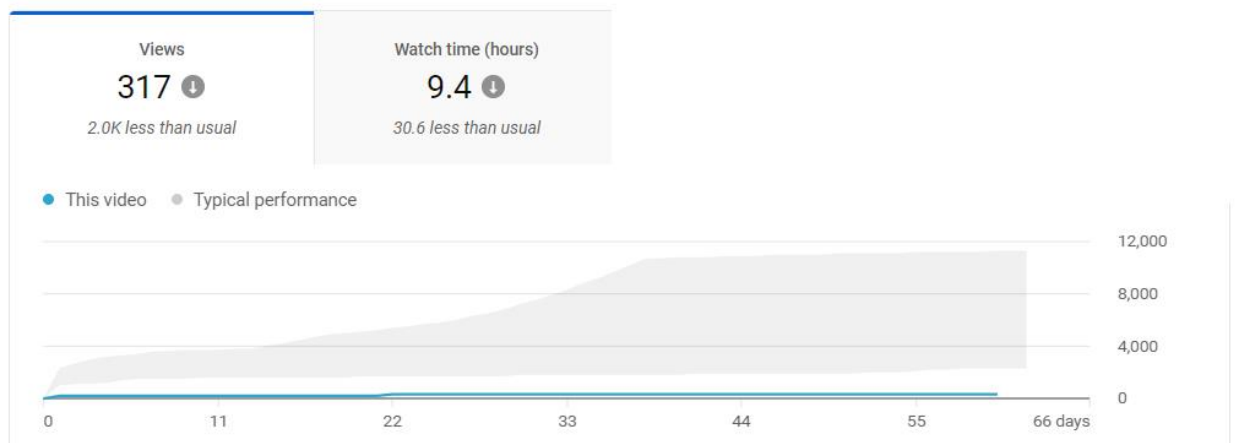 Views
317
2.0K less than usual
Watch time (hours)
9.4
30.6 less than usual
This video
Typical performance
12,000
8,000
4,000
0
0 11 22 33 44 55 66 days